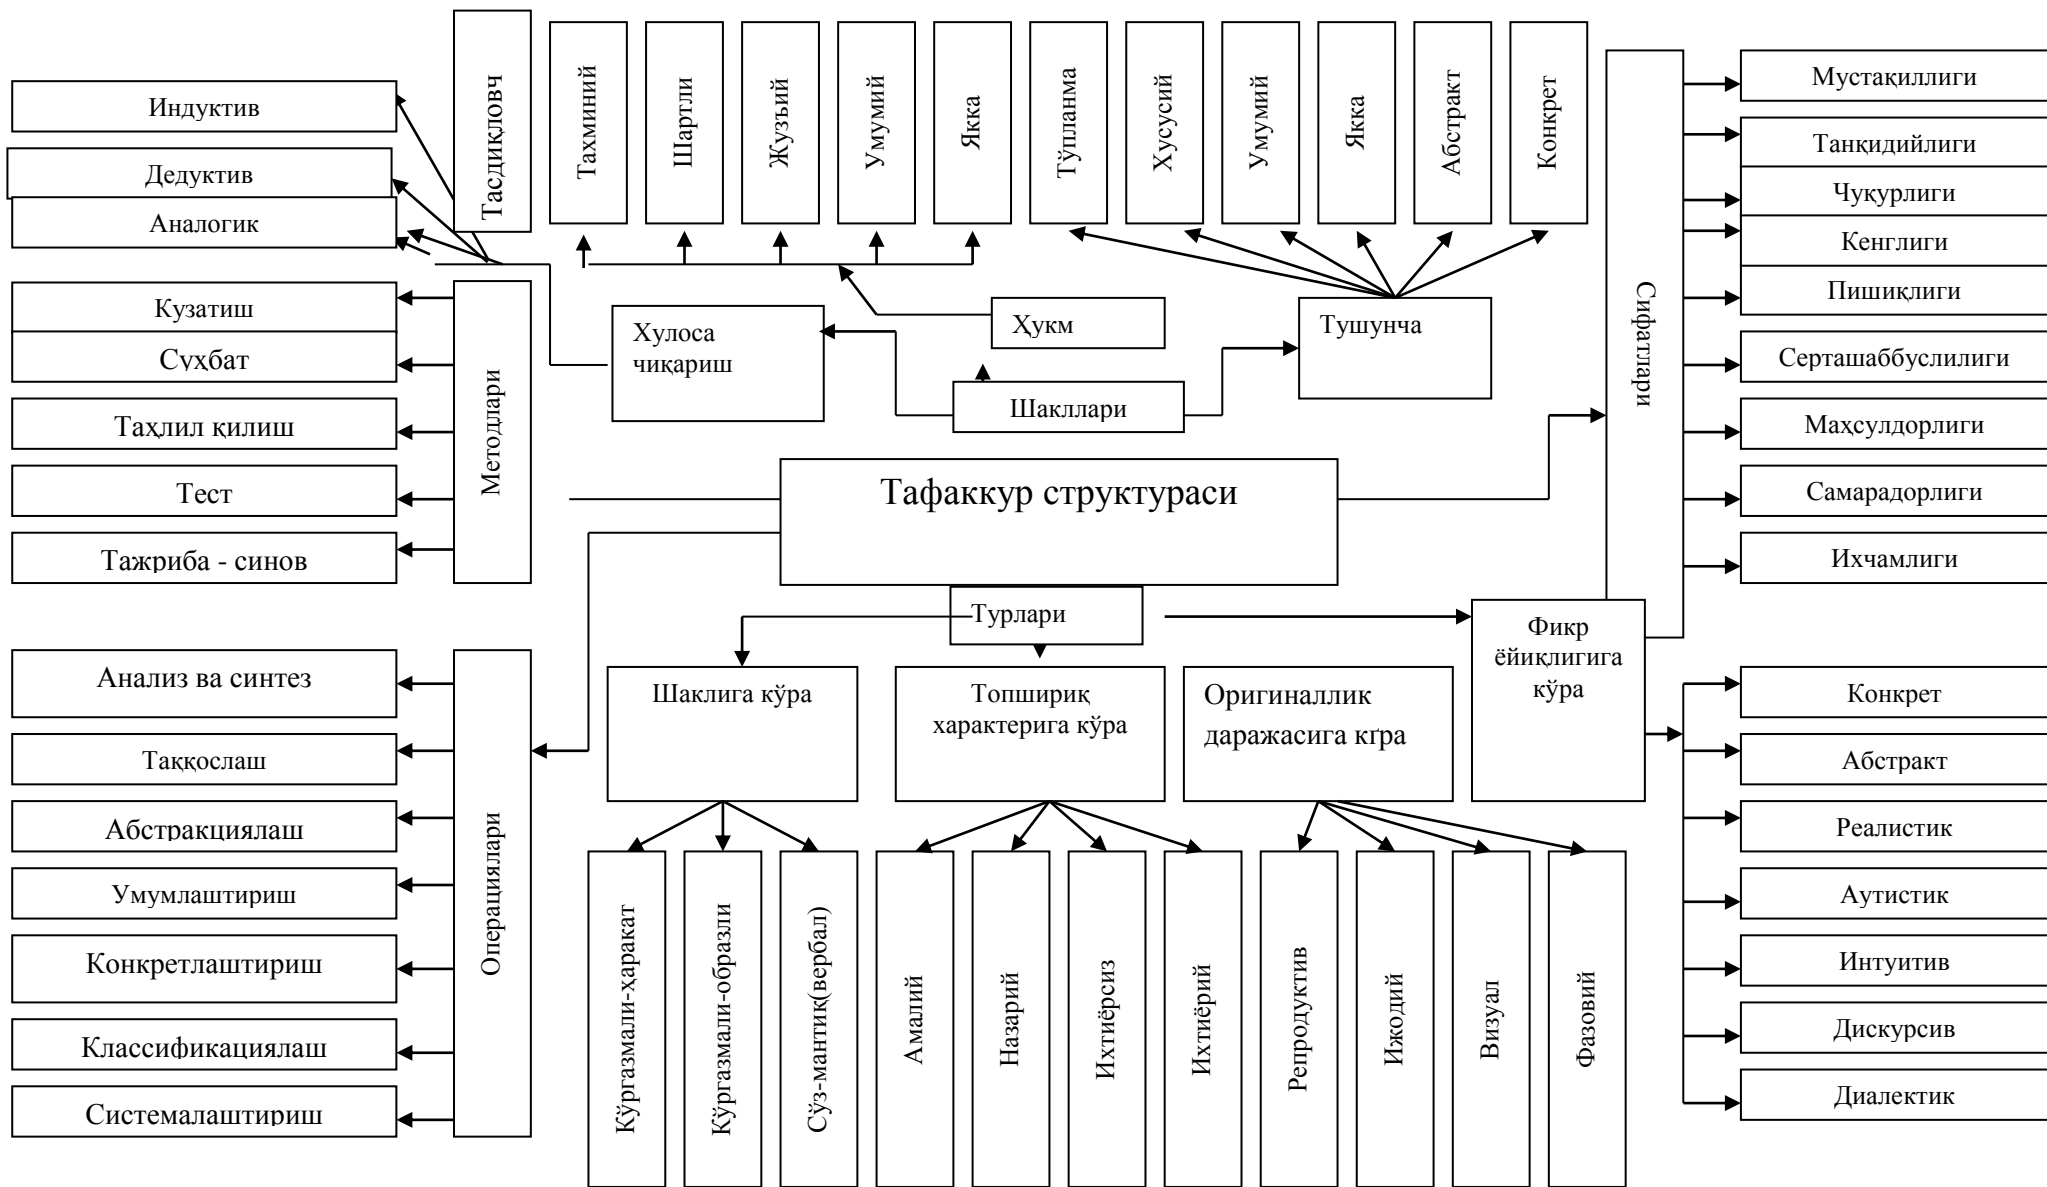 Индуктив
Дедуктив
Аналогик
Тасдиқловч
Тахминий
Шартли
Жузъий
Умумий
Якка
Тўпланма
Хусусий
Умумий
Якка
Абстракт
Конкрет
Сифатлари
Мустақиллиги
Танқидийлиги
Чуқурлиги
Кенглиги
Пишиқлиги
Серташаббуслилиги
Маҳсулдорлиги
Самарадорлиги
Ихчамлиги
Кузатиш
Суҳбат
Таҳлил қилиш
Тест
Тажриба - синов
Методлари
Хулоса
чиқариш
Ҳукм
Тушунча
Шакллари
Тафаккур структураси
Турлари
Шаклига кўра
Топшириқ
характерига кўра
Оригиналлик
даражасига кґра
Фикр
ёйиқлигига
кўра
Анализ ва синтез
Таққослаш
Абстракциялаш
Умумлаштириш
Конкретлаштириш
Классификациялаш
Системалаштириш
Операциялари
Кўргазмали-ҳаракат
Кўргазмали-образли
Сўз-мантиқ(вербал)
Амалий
Назарий
Ихтиёрсиз
Ихтиёрий
Репродуктив
Ижодий
Визуал
Фазовий
Конкрет
Абстракт
Реалистик
Аутистик
Интуитив
Дискурсив
Диалектик